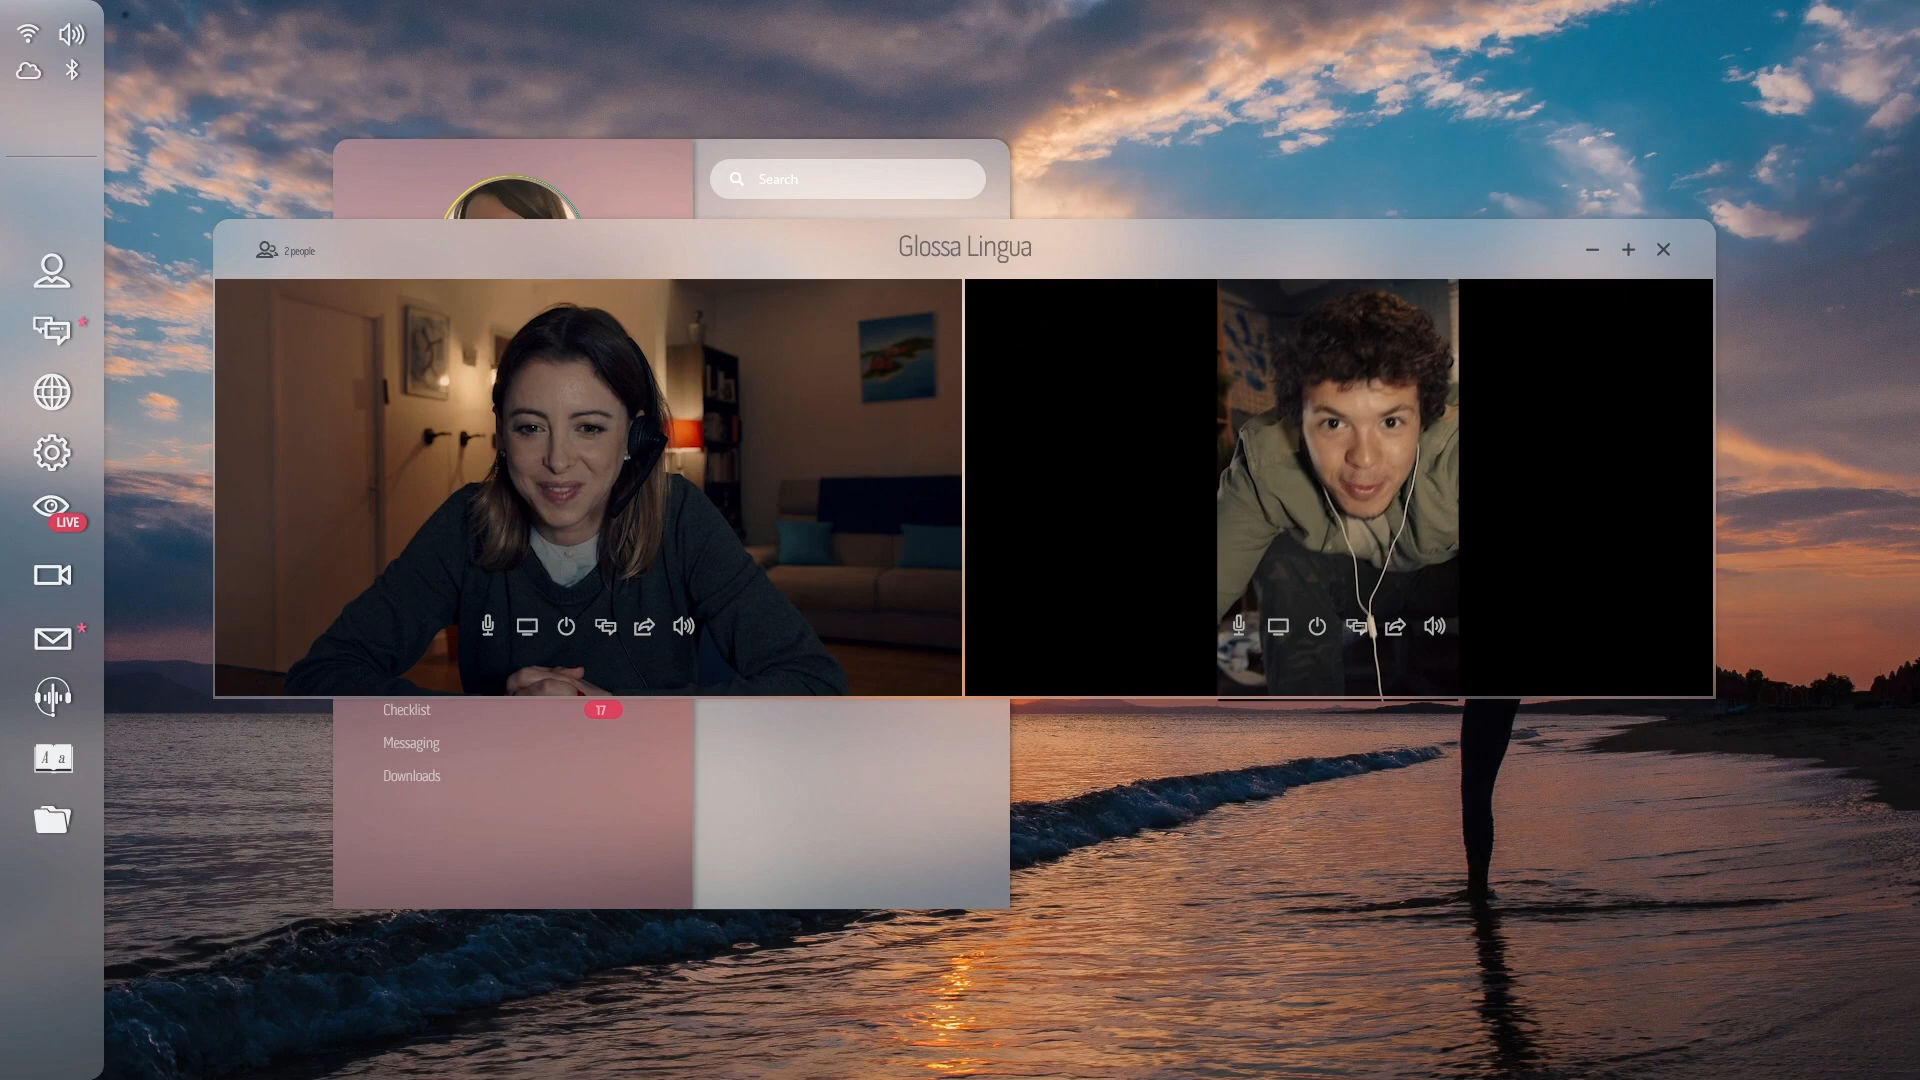 Search
2 people
Glossa Lingua
LIVE
Checklist
17
Messaging
Downloads
A a